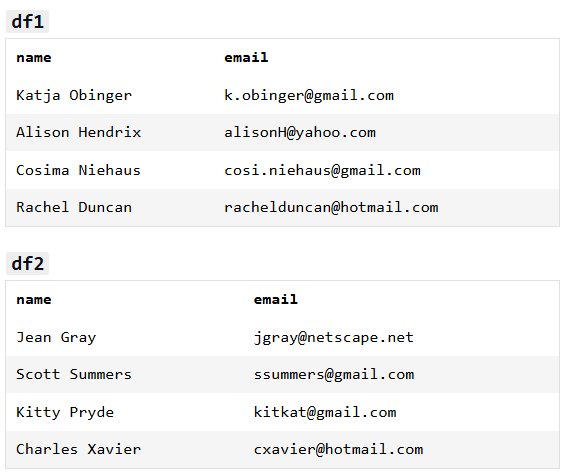 df1
name email
Katja Obinger k.obinger@gmail.com
Alison Hendrix alisonH@yahoo.com
Cosima Niehaus cosi.niehaus@gmail.com
Rachel Duncan rachelduncan@hotmail.com
df2
name email
Jean Gray jgray@netscape.net
Scott Summers ssummers@gmail.com
Kitty Pryde kitkat@gmail.com
Charles Xavier cxavier@hotmail.com